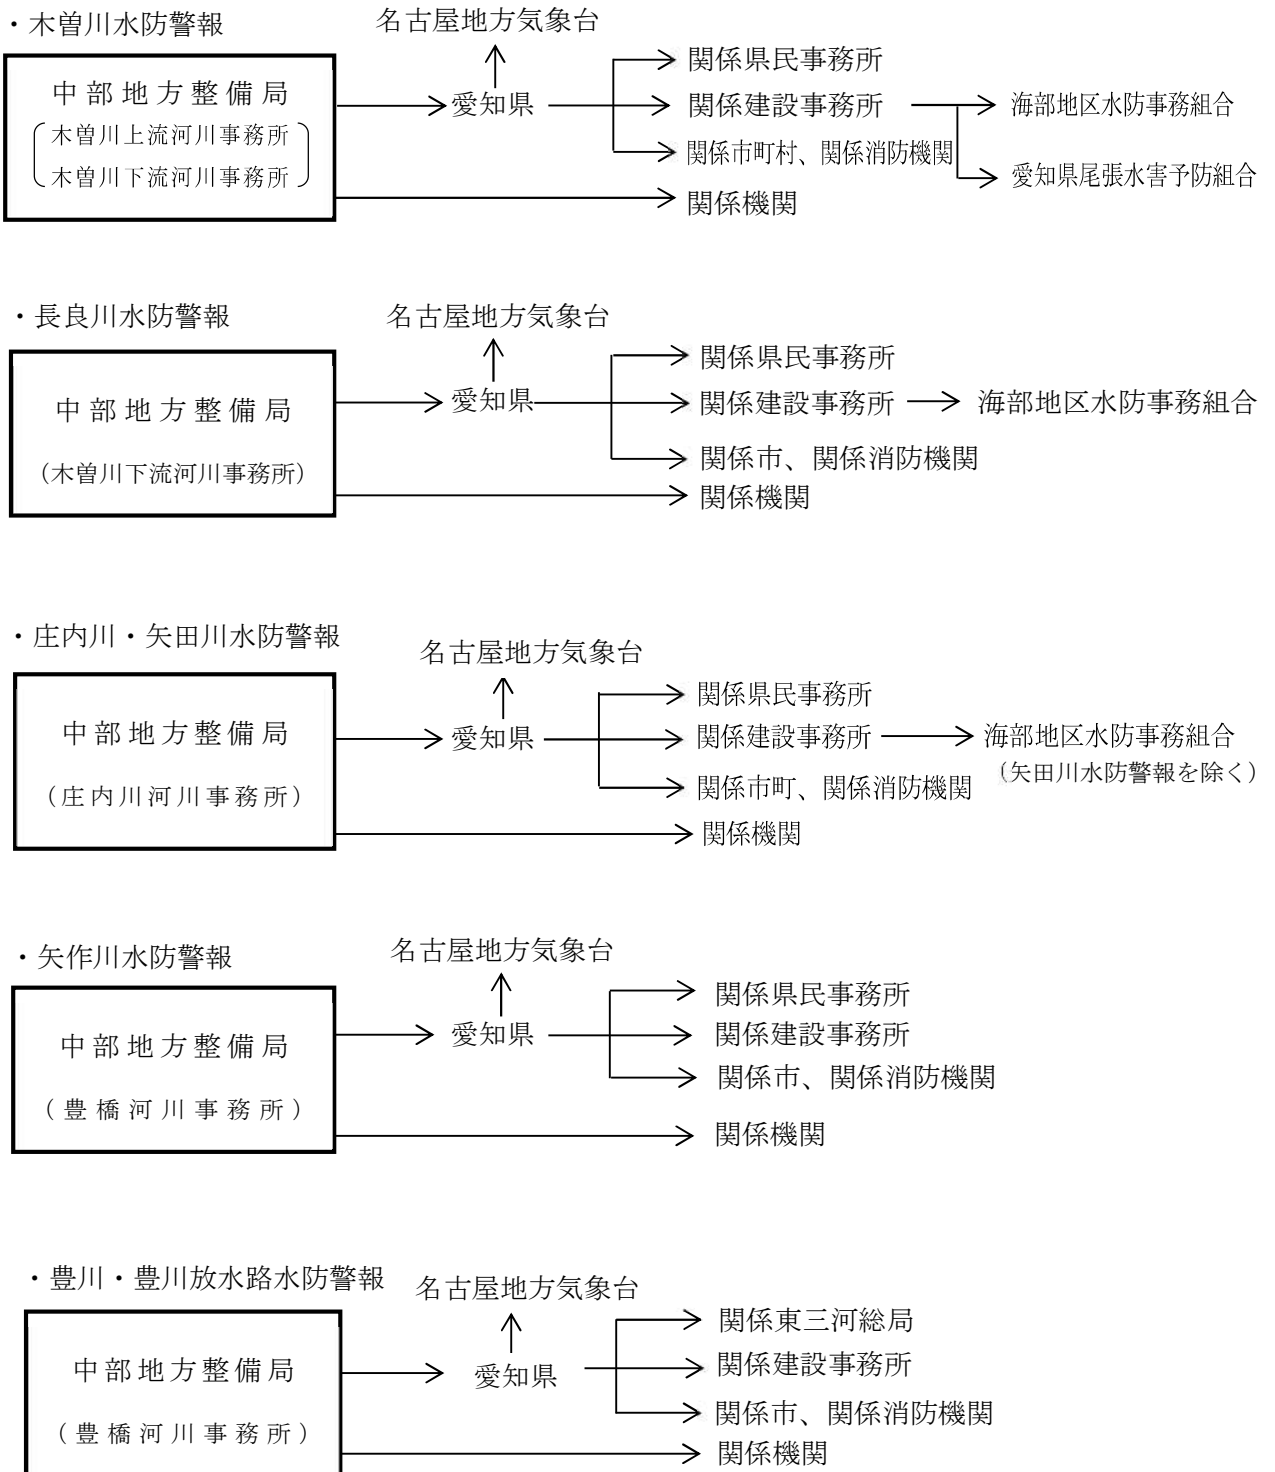 ・木曽川水防警報
名古屋地方気象台
中部地方整備局
木曽川上流河川事務所
木曽川下流河川事務所
愛知県
関係県民事務所
関係建設事務所
海部地区水防事務組合
関係市町村、関係消防機関
愛知県尾張水害予防組合
関係機関
・長良川水防警報
名古屋地方気象台
中部地方整備局
(木曽川下流河川事務所)
愛知県
関係県民事務所
関係建設事務所
海部地区水防事務組合
関係市、関係消防機関
関係機関
・庄内川・矢田川水防警報
名古屋地方気象台
中部地方整備局
(庄内川河川事務所)
愛知県
関係県民事務所
関係建設事務所
海部地区水防事務組合
(矢田川水防警報を除く)
関係市町、関係消防機関
関係機関
・矢作川水防警報
名古屋地方気象台
中部地方整備局
(豊橋河川事務所)
愛知県
関係県民事務所
関係建設事務所
関係市、関係消防機関
関係機関
・豊川・豊川放水路水防警報
名古屋地方気象台
中部地方整備局
(豊橋河川事務所)
愛知県
関係東三河総局
関係建設事務所
関係市、関係消防機関
関係機関